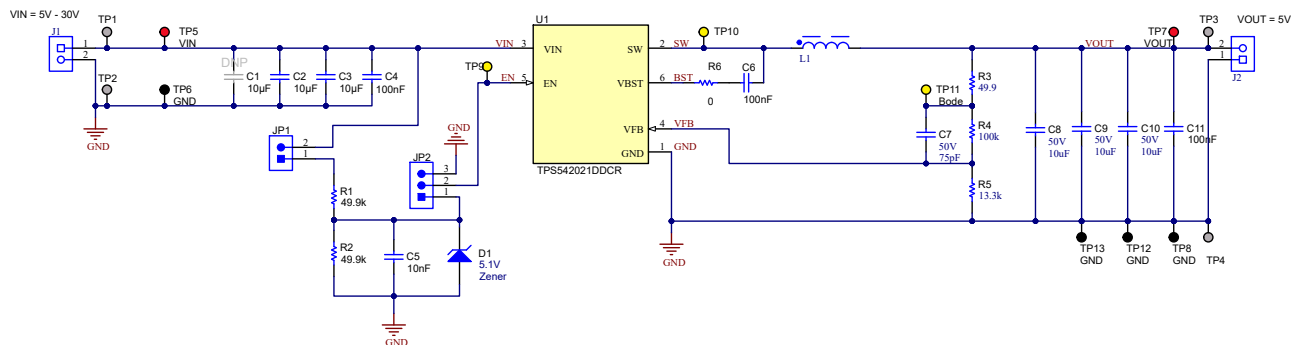 VIN = 5V - 30V
J1
1
2
TP1
TP5
VIN
TP2
TP6
GND
GND
DNP
C1
10µF
C2
10µF
C3
10µF
C4
100nF
JP1
2
1
R1
49.9k
R2
49.9k
C5
10nF
D1
5.1V
Zener
GND
JP2
3
2
1
GND
TP9
EN
VIN
U1
3
VIN
5
EN
SW
2
VBST
6
VFB
4
GND
1
TPS542021DDCR
SW
TP10
BST
R6
0
C6
100nF
VFB
GND
GND
L1
TP11
Bode
C7
50V
75pF
R3
49.9
R4
100k
R5
13.3k
C8
50V
10uF
C9
50V
10uF
C10
50V
10uF
C11
100nF
VOUT
TP7
VOUT
TP3
VOUT = 5V
2
1
J2
TP13
GND
TP12
GND
TP8
GND
TP4